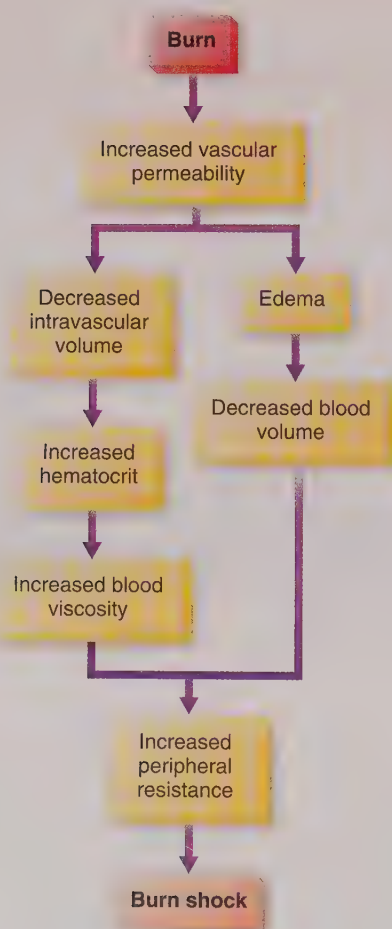 Burn
Increased vascular
permeability
Decreased
intravascular
volume
Edema
Increased
hematocrit
Decreased blood
volume
Increased blood
viscosity
Increased
peripheral
resistance
Burn shock